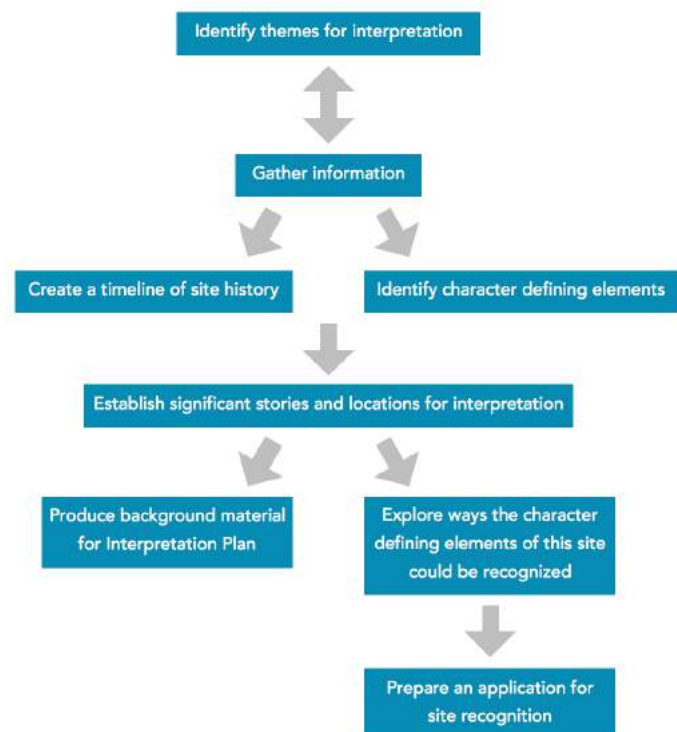 Identify themes for interpretation
Gather information
Create a timeline of site history
Identify character defining elements
Establish significant stories and locations for interpretation
Produce background material
for Interpretation Plan
Explore ways the character
defining elements of this site
could be recognized
Prepare an application for
site recognition